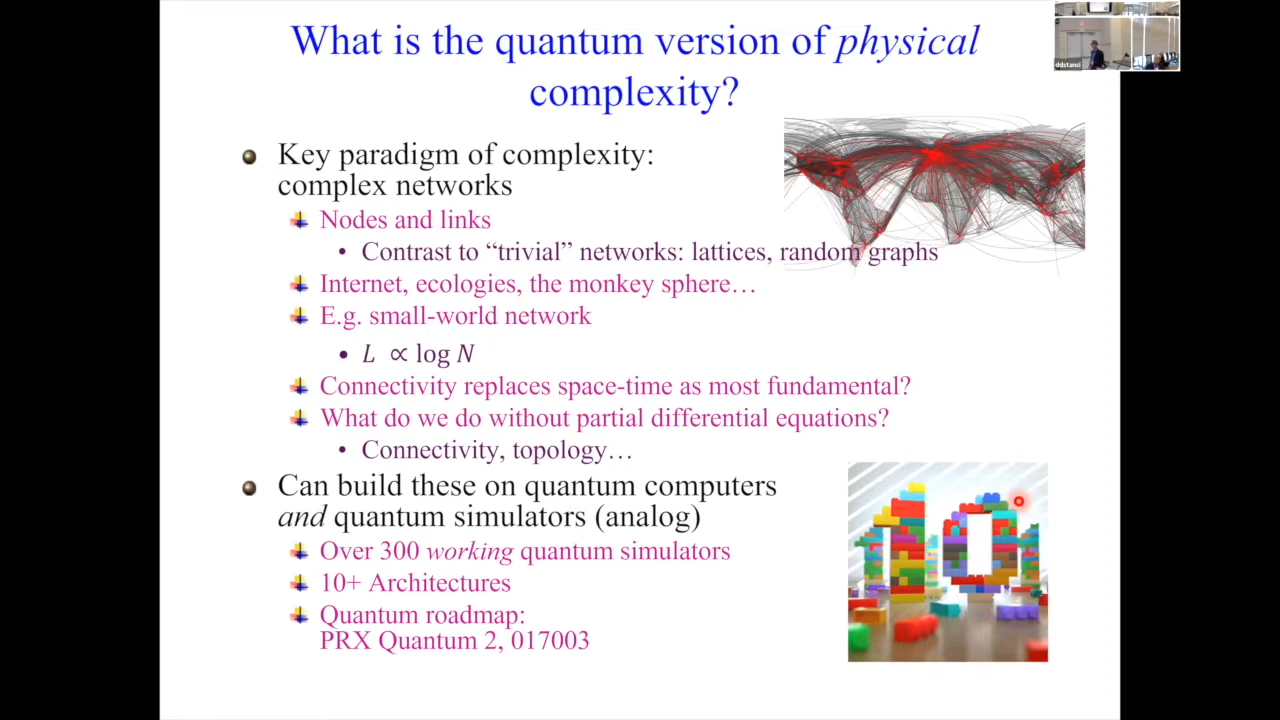 What is the quantum version of physical
complexity?
Key paradigm of complexity:
complex networks
Nodes and links
• Contrast to “trivial” networks: lattices, random graphs
Internet, ecologies, the monkey sphere…
E.g. small-world network
• L ∝ log N
Connectivity replaces space-time as most fundamental?
What do we do without partial differential equations?
• Connectivity, topology…
Can build these on quantum computers
and quantum simulators (analog)
Over 300 working quantum simulators
10+ Architectures
Quantum roadmap:
PRX Quantum 2, 017003
10
ddstanci